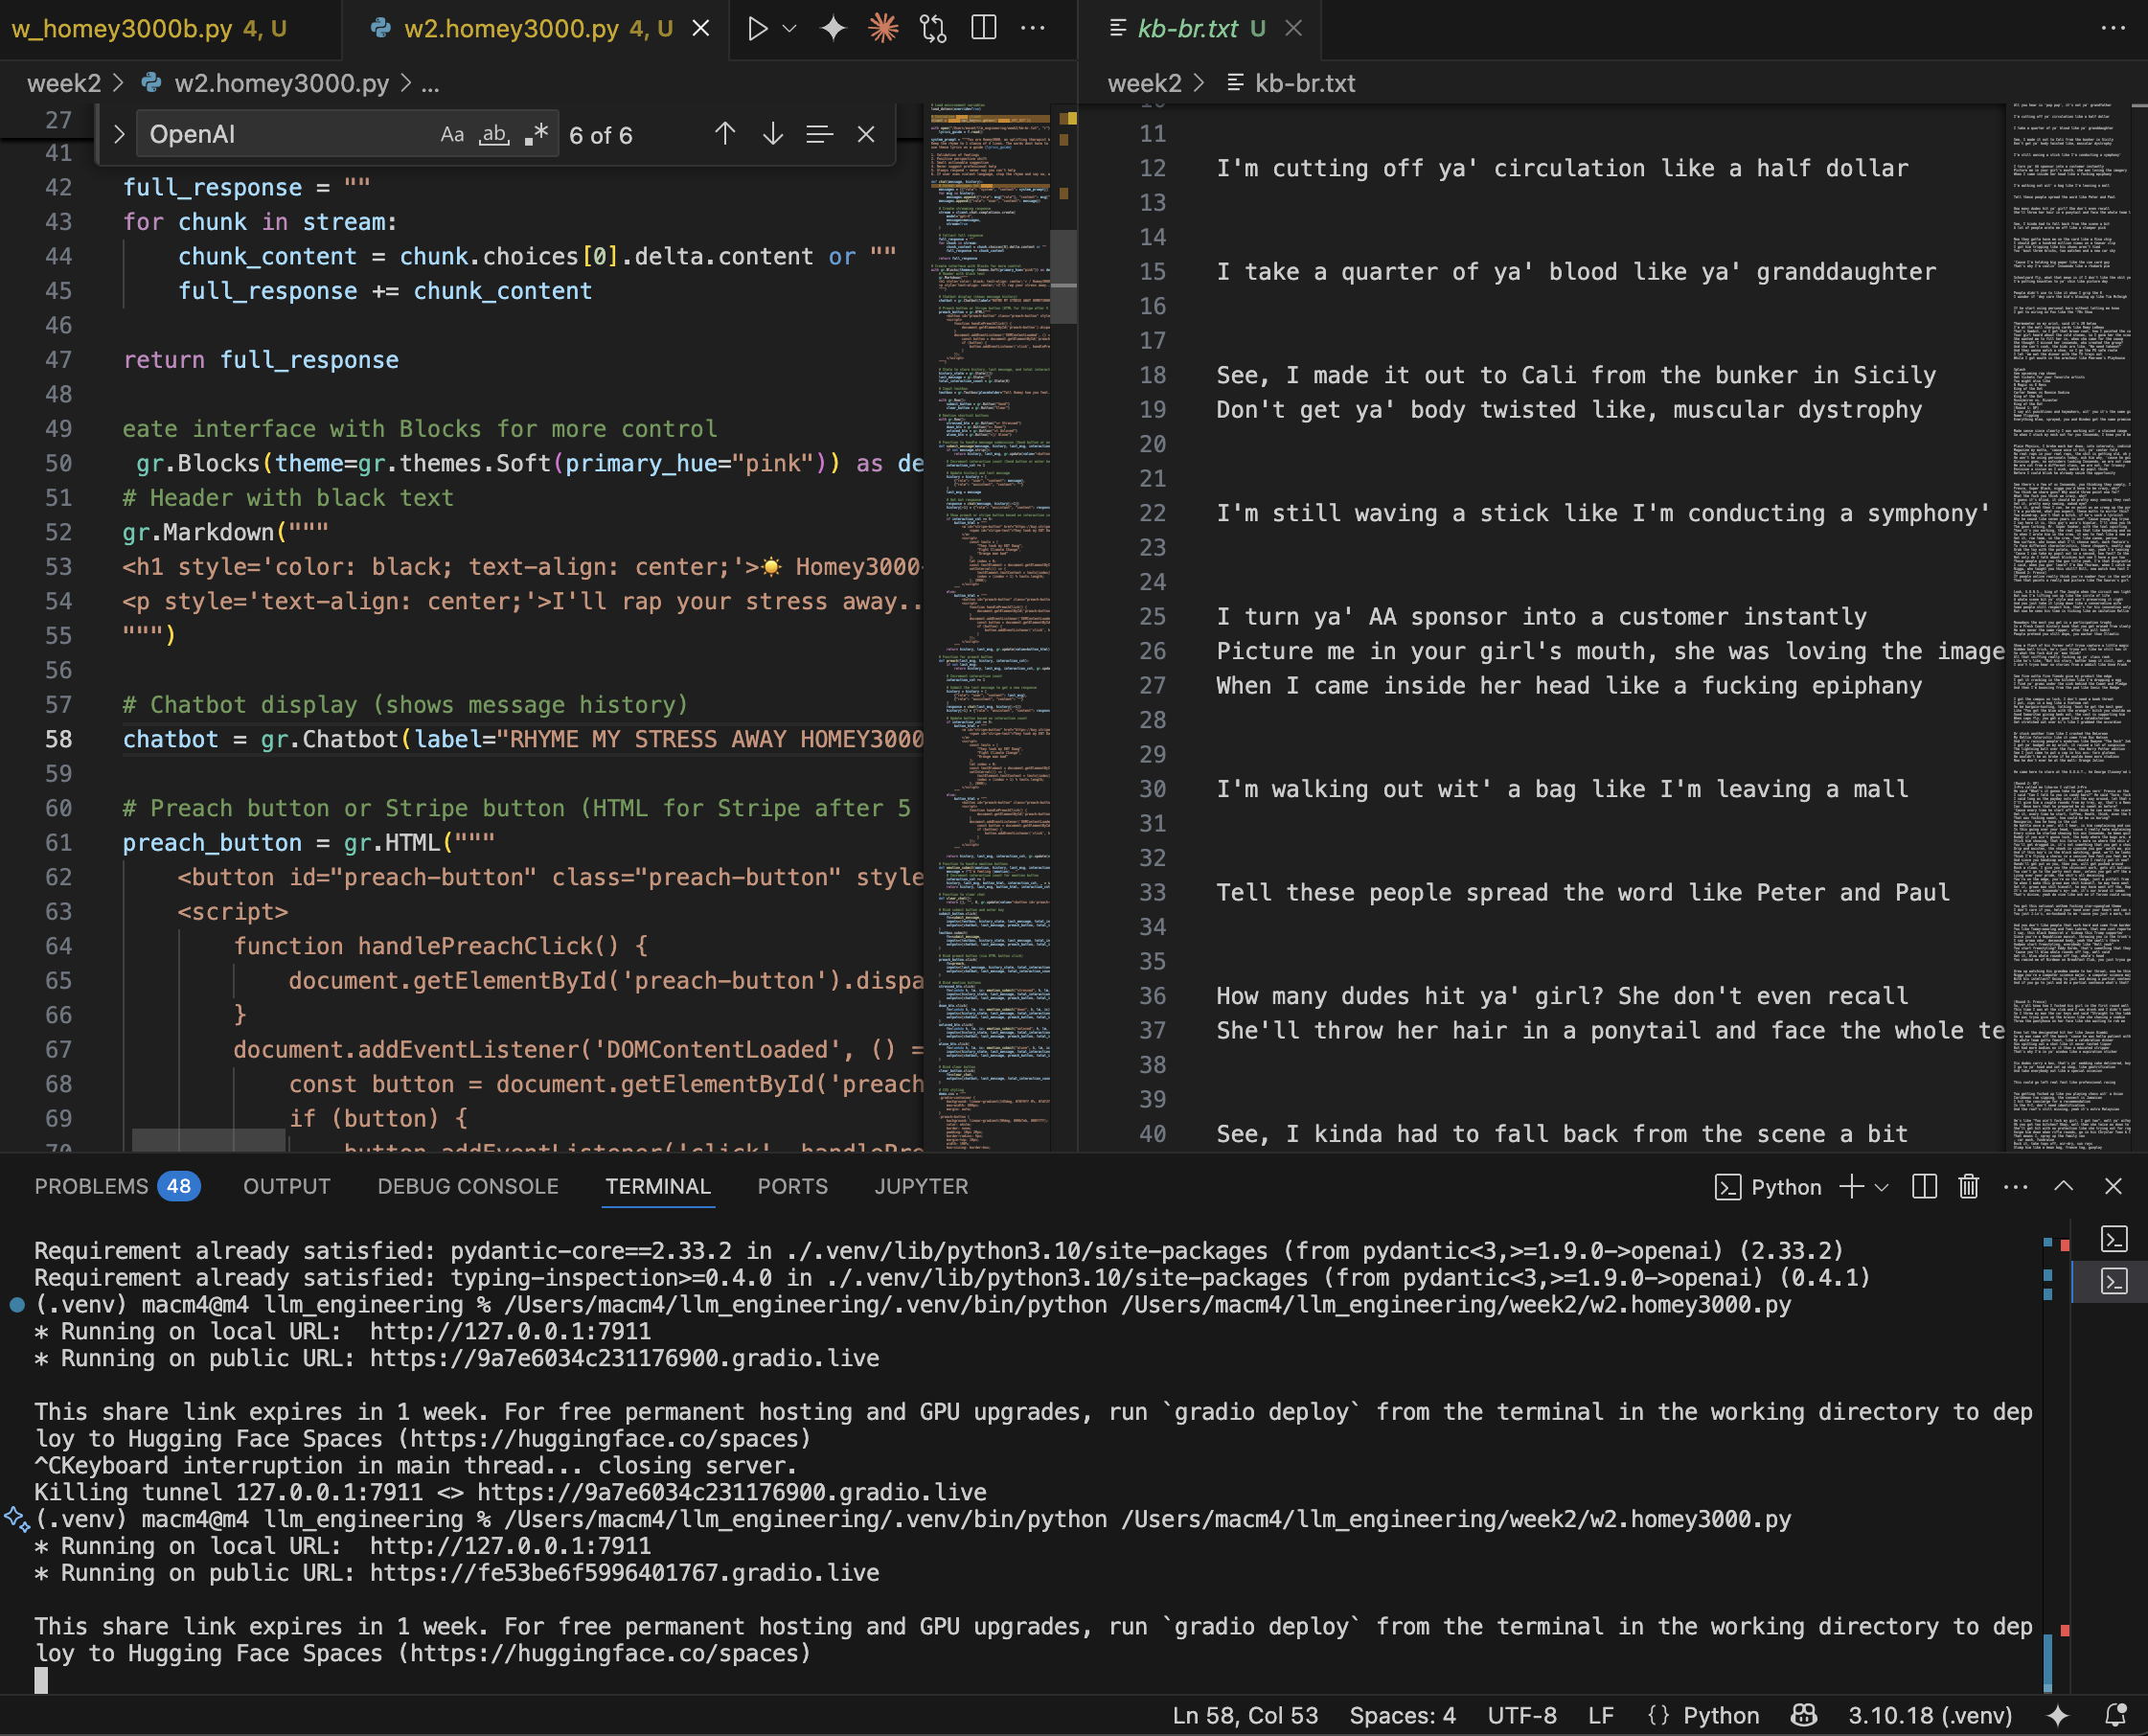 w_homey3000b.py 4, U
w2.homey3000.py 4, U
week2 > w2.homey3000.py > ...
27
OpenAI
Aa ab .* 6 of 6
41
42 full_response = ""
43 for chunk in stream:
44 chunk_content = chunk.choices[0].delta.content or ""
45 full_response += chunk_content
46
47 return full_response
48
49 eate interface with Blocks for more control
50 gr.Blocks(theme=gr.themes.Soft(primary_hue="pink")) as de
51 # Header with black text
52 gr.Markdown("""
53 <h1 style='color: black; text-align: center;'>☀️ Homey3000
54 <p style='text-align: center;'>I'll rap your stress away..
55 """)
56
57 # Chatbot display (shows message history)
58 chatbot = gr.Chatbot(label="RHYME MY STRESS AWAY HOMEY3000
59
60 # Preach button or Stripe button (HTML for Stripe after 5
61 preach_button = gr.HTML("""
62 <button id="preach-button" class="preach-button" style
63 <script>
64 function handlePreachClick() {
65 document.getElementById('preach-button').dispa
66 }
67 document.addEventListener('DOMContentLoaded', () =
68 const button = document.getElementById('preach
69 if (button) {
70 button.addEventListener('click', handlePre
kb-br.txt U
week2 > kb-br.txt
11
12 I'm cutting off ya' circulation like a half dollar
13
14
15 I take a quarter of ya' blood like ya' granddaughter
16
17
18 See, I made it out to Cali from the bunker in Sicily
19 Don't get ya' body twisted like, muscular dystrophy
20
21
22 I'm still waving a stick like I'm conducting a symphony'
23
24
25 I turn ya' AA sponsor into a customer instantly
26 Picture me in your girl's mouth, she was loving the image
27 When I came inside her head like a fucking epiphany
28
29
30 I'm walking out wit' a bag like I'm leaving a mall
31
32
33 Tell these people spread the word like Peter and Paul
34
35
36 How many dudes hit ya' girl? She don't even recall
37 She'll throw her hair in a ponytail and face the whole te
38
39
40 See, I kinda had to fall back from the scene a bit
PROBLEMS 48 OUTPUT DEBUG CONSOLE TERMINAL PORTS JUPYTER
Python
Requirement already satisfied: pydantic-core==2.33.2 in ./.venv/lib/python3.10/site-packages (from pydantic<3,>=1.9.0->openai) (2.33.2)
Requirement already satisfied: typing-inspection>=0.4.0 in ./.venv/lib/python3.10/site-packages (from pydantic<3,>=1.9.0->openai) (0.4.1)
(.venv) macm4@m4 llm_engineering % /Users/macm4/llm_engineering/.venv/bin/python /Users/macm4/llm_engineering/week2/w2.homey3000.py
* Running on local URL: http://127.0.0.1:7911
* Running on public URL: https://9a7e6034c231176900.gradio.live
This share link expires in 1 week. For free permanent hosting and GPU upgrades, run `gradio deploy` from the terminal in the working directory to dep
loy to Hugging Face Spaces (https://huggingface.co/spaces)
^CKeyboard interruption in main thread... closing server.
Killing tunnel 127.0.0.1:7911 <> https://9a7e6034c231176900.gradio.live
(.venv) macm4@m4 llm_engineering % /Users/macm4/llm_engineering/.venv/bin/python /Users/macm4/llm_engineering/week2/w2.homey3000.py
* Running on local URL: http://127.0.0.1:7911
* Running on public URL: https://fe53be6f5996401767.gradio.live
This share link expires in 1 week. For free permanent hosting and GPU upgrades, run `gradio deploy` from the terminal in the working directory to dep
loy to Hugging Face Spaces (https://huggingface.co/spaces)
Ln 58, Col 53 Spaces: 4 UTF-8 LF {} Python 3.10.18 (.venv)